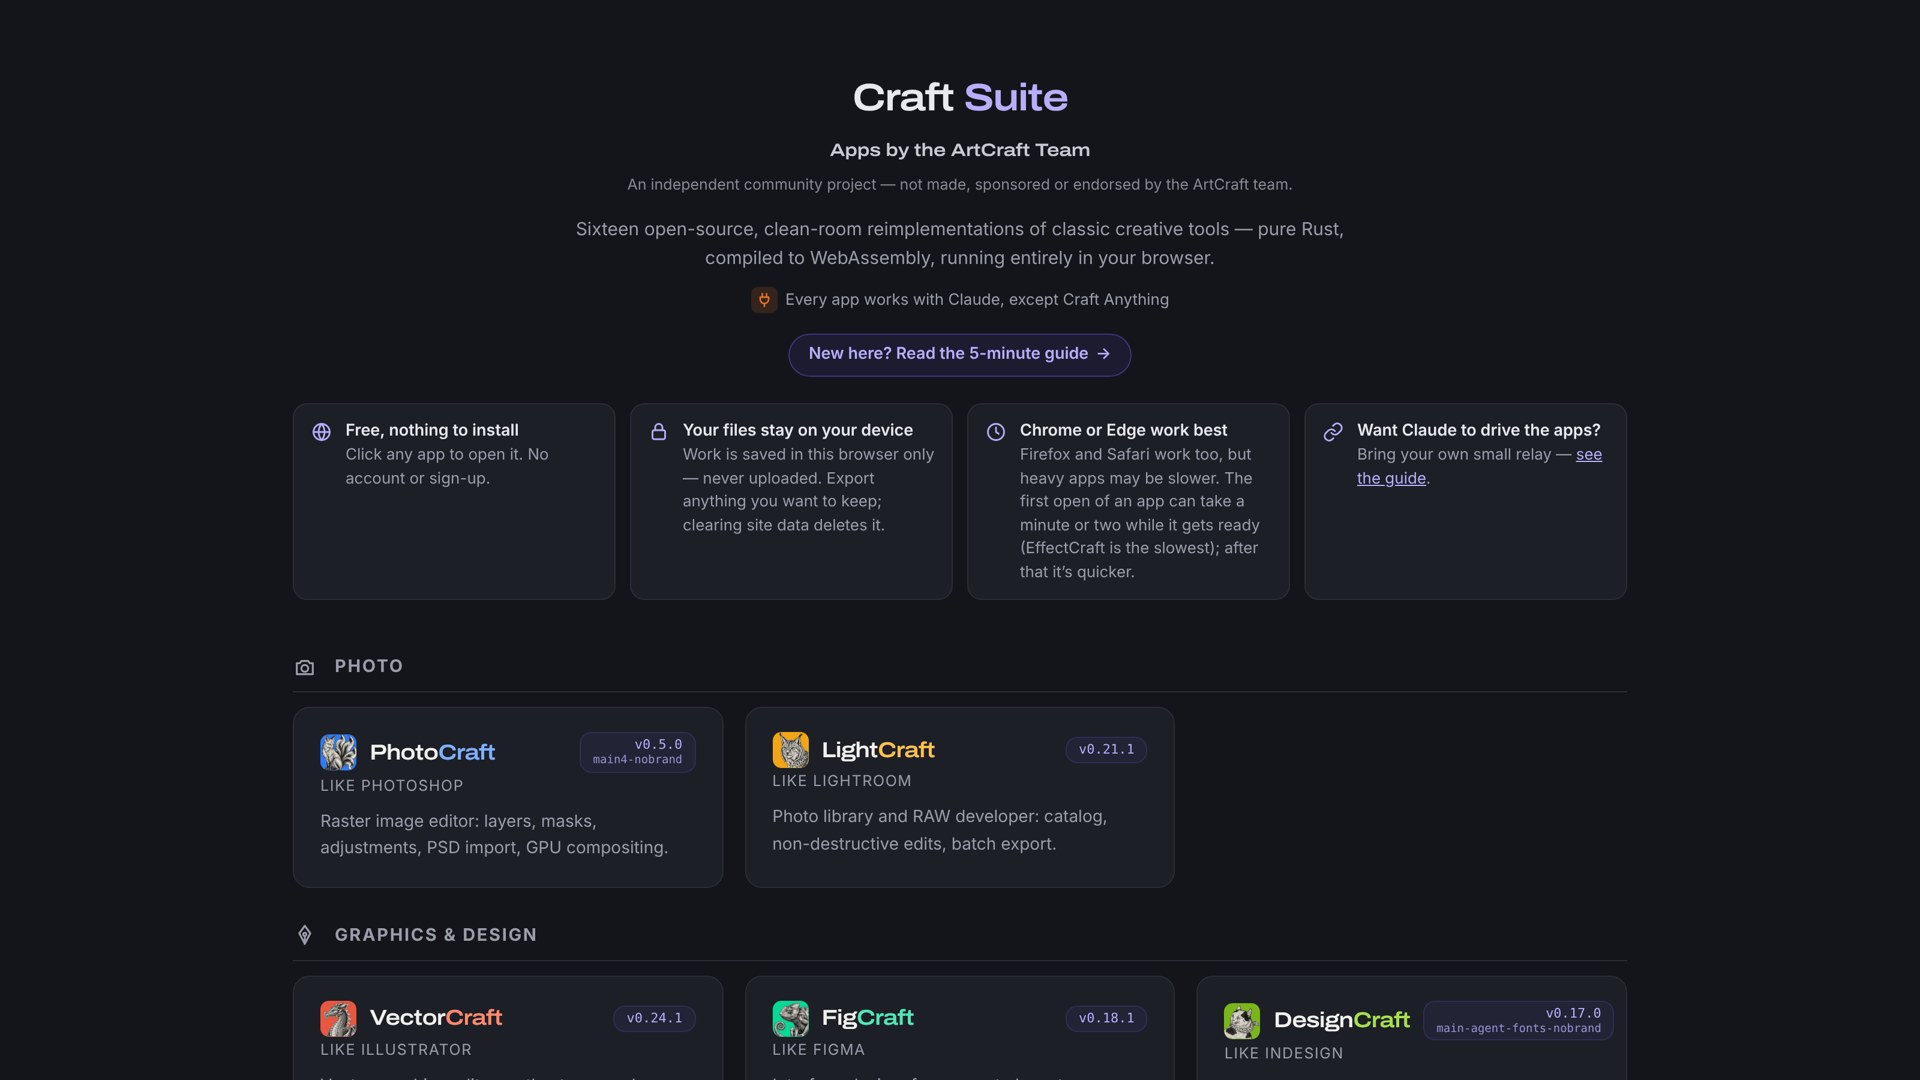 Craft Suite
Apps by the ArtCraft Team
An independent community project — not made, sponsored or endorsed by the ArtCraft team.
Sixteen open-source, clean-room reimplementations of classic creative tools — pure Rust,
compiled to WebAssembly, running entirely in your browser.
Every app works with Claude, except Craft Anything
New here? Read the 5-minute guide →
Free, nothing to install
Click any app to open it. No
account or sign-up.
Your files stay on your device
Work is saved in this browser only
— never uploaded. Export
anything you want to keep;
clearing site data deletes it.
Chrome or Edge work best
Firefox and Safari work too, but
heavy apps may be slower. The
first open of an app can take a
minute or two while it gets ready
(EffectCraft is the slowest); after
that it’s quicker.
Want Claude to drive the apps?
Bring your own small relay — see
the guide.
PHOTO
PhotoCraft
v0.5.0
main4-nobrand
LIKE PHOTOSHOP
Raster image editor: layers, masks,
adjustments, PSD import, GPU compositing.
LightCraft
v0.21.1
LIKE LIGHTROOM
Photo library and RAW developer: catalog,
non-destructive edits, batch export.
GRAPHICS & DESIGN
VectorCraft
v0.24.1
LIKE ILLUSTRATOR
FigCraft
v0.18.1
LIKE FIGMA
DesignCraft
v0.17.0
main-agent-fonts-nobrand
LIKE INDESIGN